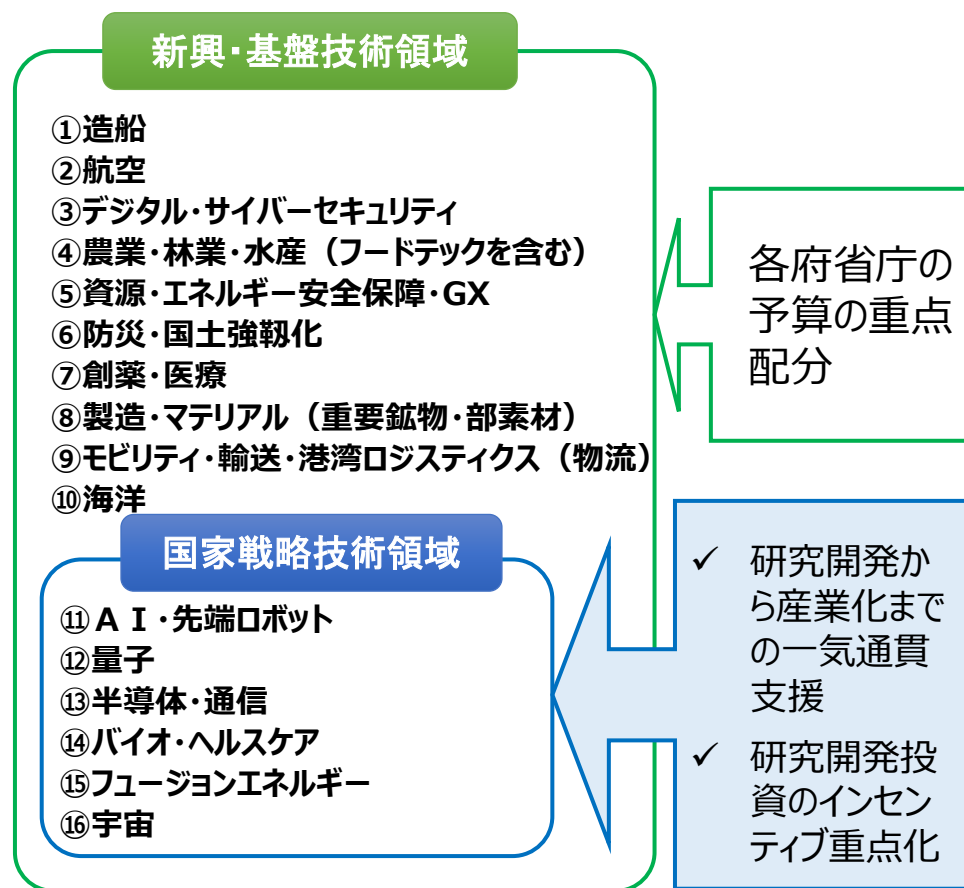 新興・基盤技術領域
①造船
②航空
③デジタル・サイバーセキュリティ
④農業・林業・水産（フードテックを含む）
⑤資源・エネルギー安全保障・GX
⑥防災・国土強靱化
⑦創薬・医療
⑧製造・マテリアル（重要鉱物・部素材）
⑨モビリティ・輸送・港湾ロジスティクス（物流）
⑩海洋
国家戦略技術領域
⑪ＡＩ・先端ロボット
⑫量子
⑬半導体・通信
⑭バイオ・ヘルスケア
⑮フュージョンエネルギー
⑯宇宙
各府省庁の
予算の重点
配分
✓ 研究開発か
ら産業化まで
の一気通貫
支援
✓ 研究開発投
資のインセン
ティブ重点化